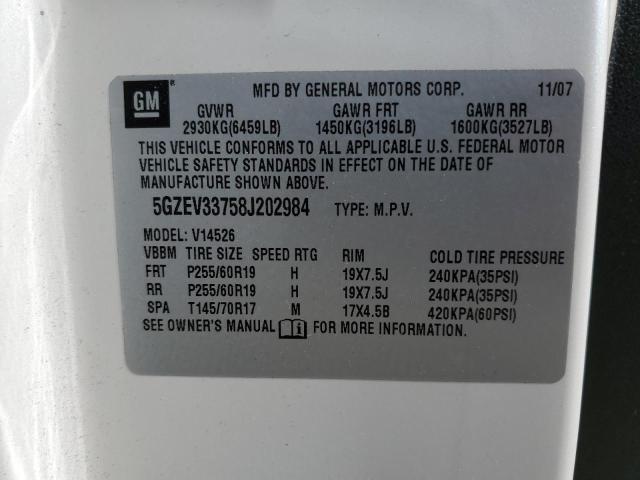 GM ® MFD BY GENERAL MOTORS CORP. 11/07
GVWR GAWR FRT GAWR RR
2930KG(6459LB) 1450KG(3196LB) 1600KG(3527LB)
THIS VEHICLE CONFORMS TO ALL APPLICABLE U.S. FEDERAL MOTOR
VEHICLE SAFETY STANDARDS IN EFFECT ON THE DATE OF
MANUFACTURE SHOWN ABOVE.
5GZEV33758J202984 TYPE: M.P.V.
MODEL: V14526
VBBM TIRE SIZE SPEED RTG RIM COLD TIRE PRESSURE
FRT P255/60R19 H 19X7.5J 240KPA(35PSI)
RR P255/60R19 H 19X7.5J 240KPA(35PSI)
SPA T145/70R17 M 17X4.5B 420KPA(60PSI)
SEE OWNER'S MANUAL FOR MORE INFORMATION.